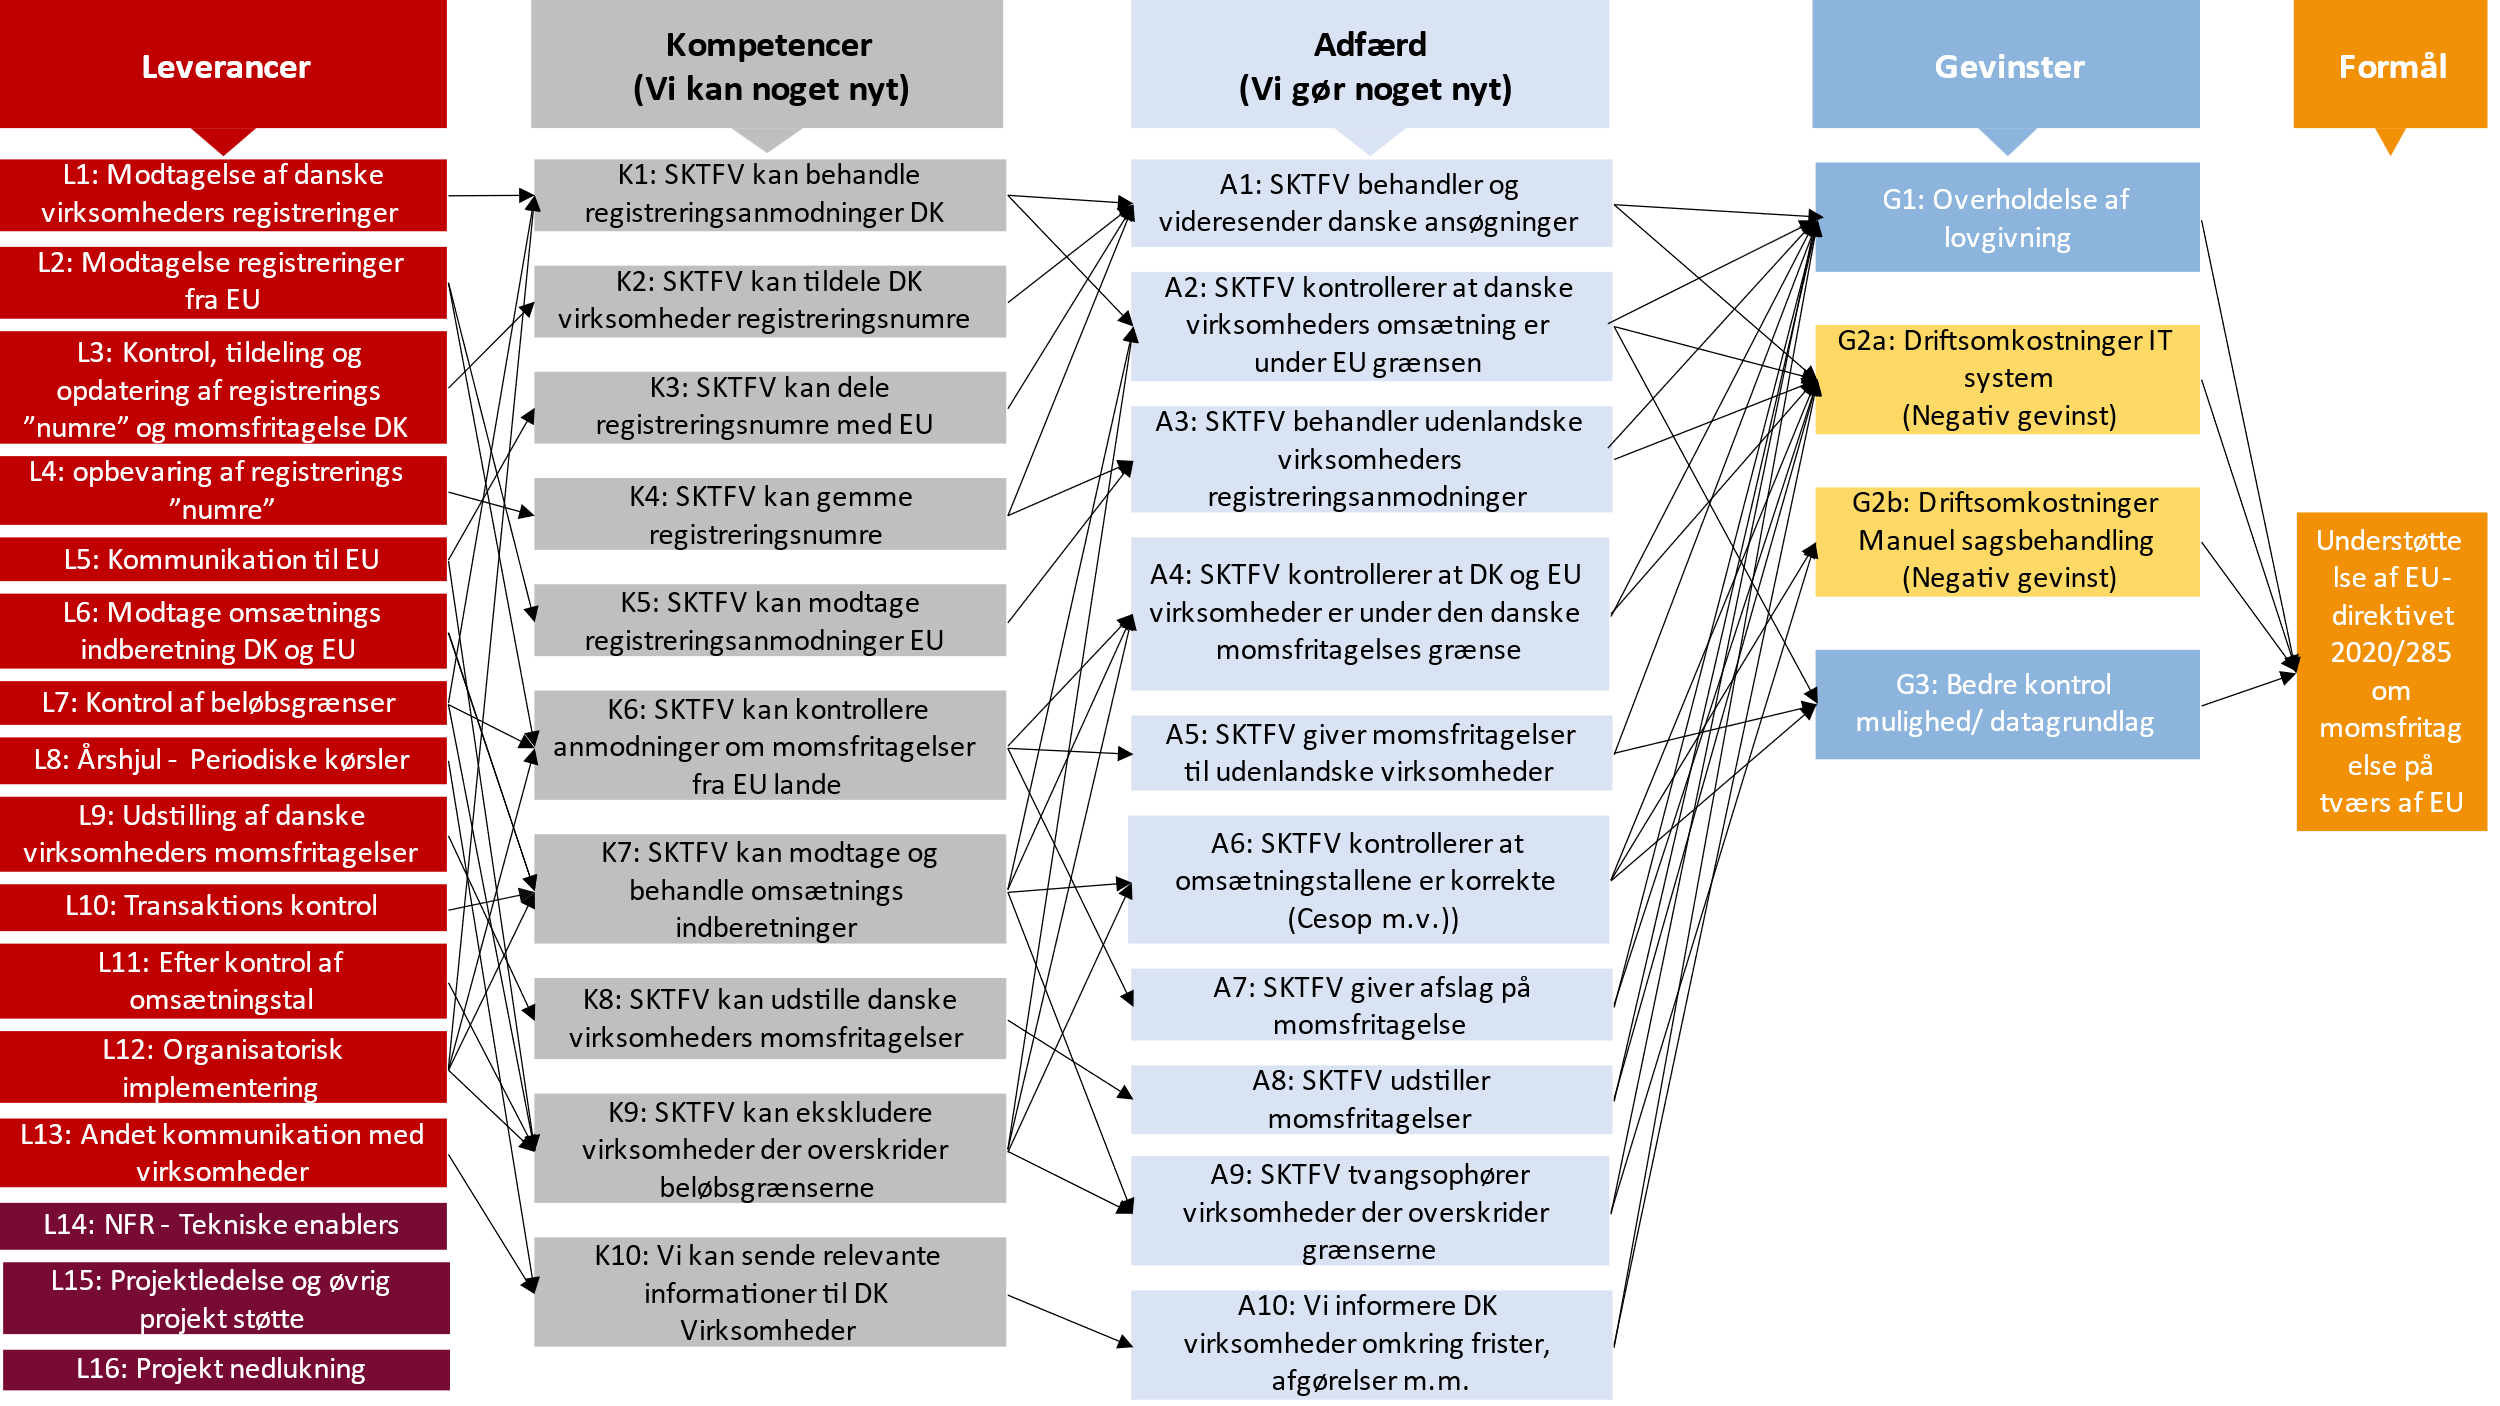 Leverancer
L1: Modtagelse af danske
virksomheders registreringer
L2: Modtagelse registreringer
fra EU
L3: Kontrol, tildeling og
opdatering af registrerings
”numre” og momsfritagelse DK
L4: opbevaring af registrerings
”numre”
L5: Kommunikation til EU
L6: Modtage omsætnings
indberetning DK og EU
L7: Kontrol af beløbsgrænser
L8: Årshjul - Periodiske kørsler
L9: Udstilling af danske
virksomheders momsfritagelser
L10: Transaktions kontrol
L11: Efter kontrol af
omsætningstal
L12: Organisatorisk
implementering
L13: Andet kommunikation med
virksomheder
L14: NFR - Tekniske enablers
L15: Projektledelse og øvrig
projekt støtte
L16: Projekt nedlukning
Kompetencer
(Vi kan noget nyt)
K1: SKTFV kan behandle
registreringsanmodninger DK
K2: SKTFV kan tildele DK
virksomheder registreringsnumre
K3: SKTFV kan dele
registreringsnumre med EU
K4: SKTFV kan gemme
registreringsnumre
K5: SKTFV kan modtage
registreringsanmodninger EU
K6: SKTFV kan kontrollere
anmodninger om momsfritagelser
fra EU lande
K7: SKTFV kan modtage og
behandle omsætnings
indberetninger
K8: SKTFV kan udstille danske
virksomheders momsfritagelser
K9: SKTFV kan ekskludere
virksomheder der overskrider
beløbsgrænserne
K10: Vi kan sende relevante
informationer til DK
Virksomheder
Adfærd
(Vi gør noget nyt)
A1: SKTFV behandler og
videresender danske ansøgninger
A2: SKTFV kontrollerer at danske
virksomheders omsætning er
under EU grænsen
A3: SKTFV behandler udenlandske
virksomheders
registreringsanmodninger
A4: SKTFV kontrollerer at DK og EU
virksomheder er under den danske
momsfritagelses grænse
A5: SKTFV giver momsfritagelser
til udenlandske virksomheder
A6: SKTFV kontrollerer at
omsætningstallene er korrekte
(Cesop m.v.))
A7: SKTFV giver afslag på
momsfritagelse
A8: SKTFV udstiller
momsfritagelser
A9: SKTFV tvangsophører
virksomheder der overskrider
grænserne
A10: Vi informere DK
virksomheder omkring frister,
afgørelser m.m.
Gevinster
G1: Overholdelse af
lovgivning
G2a: Driftsomkostninger IT
system
(Negativ gevinst)
G2b: Driftsomkostninger
Manuel sagsbehandling
(Negativ gevinst)
G3: Bedre kontrol
mulighed/ datagrundlag
Formål
Understøtte
lse af EU-
direktivet
2020/285
om
momsfritag
else på
tværs af EU